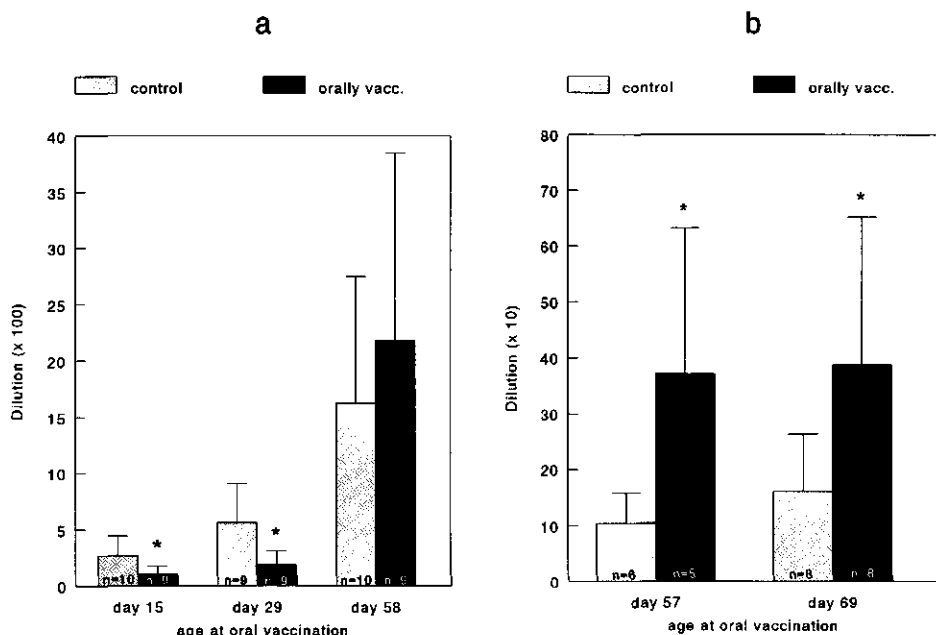 a
control
orally vacc.
Dilution (x 100)
40
35
30
25
20
15
10
5
0
*
*
n=10
n=9
n=9
n=10
n=9
day 15
day 29
day 58
age at oral vaccination
b
control
orally vacc.
Dilution (x 10)
80
70
60
50
40
30
20
10
0
*
*
n=6
n=5
n=8
n=8
day 57
day 69
age at oral vaccination